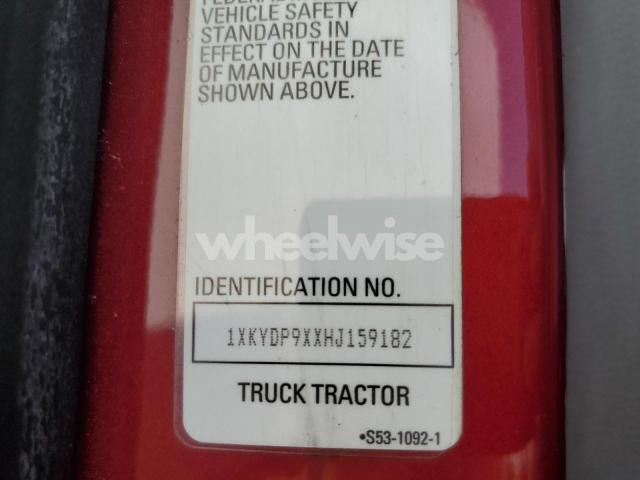 VEHICLE SAFETY
STANDARDS IN
EFFECT ON THE DATE
OF MANUFACTURE
SHOWN ABOVE.
wheelwise
IDENTIFICATION NO.
1XKYDP9XXHJ159182
TRUCK TRACTOR
•S53-1092-1